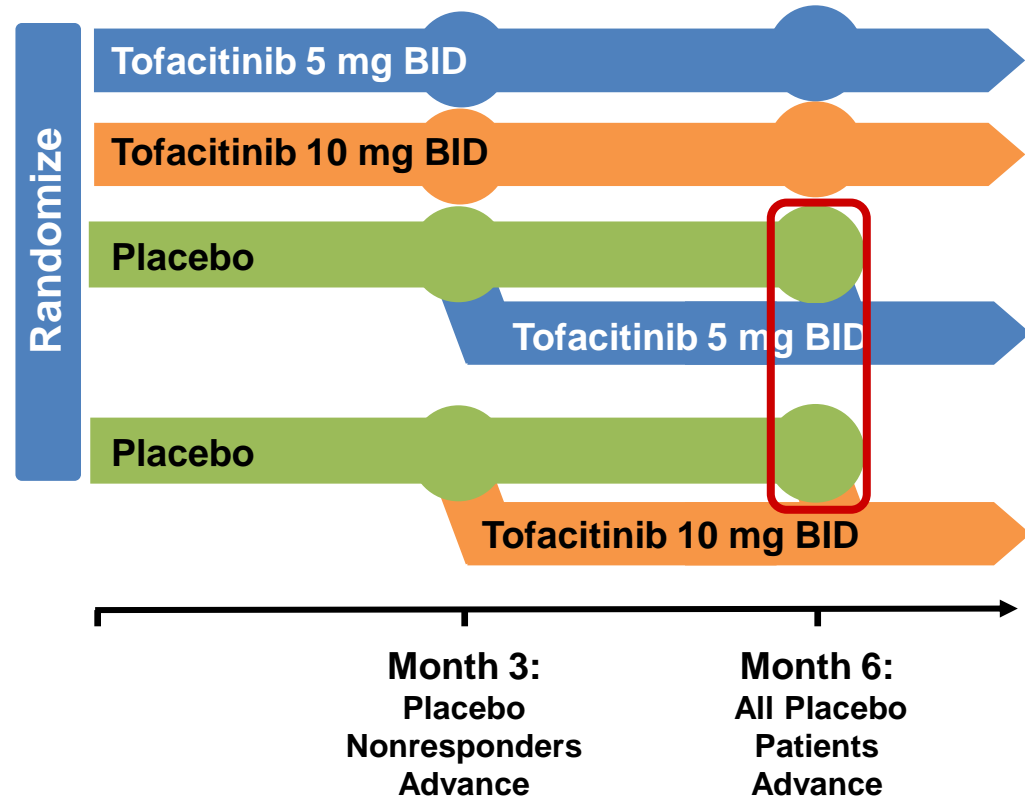 Randomize
Tofacitinib 5 mg BID
Tofacitinib 10 mg BID
Placebo
Tofacitinib 5 mg BID
Placebo
Tofacitinib 10 mg BID
Month 3:
Placebo
Nonresponders
Advance
Month 6:
All Placebo
Patients
Advance